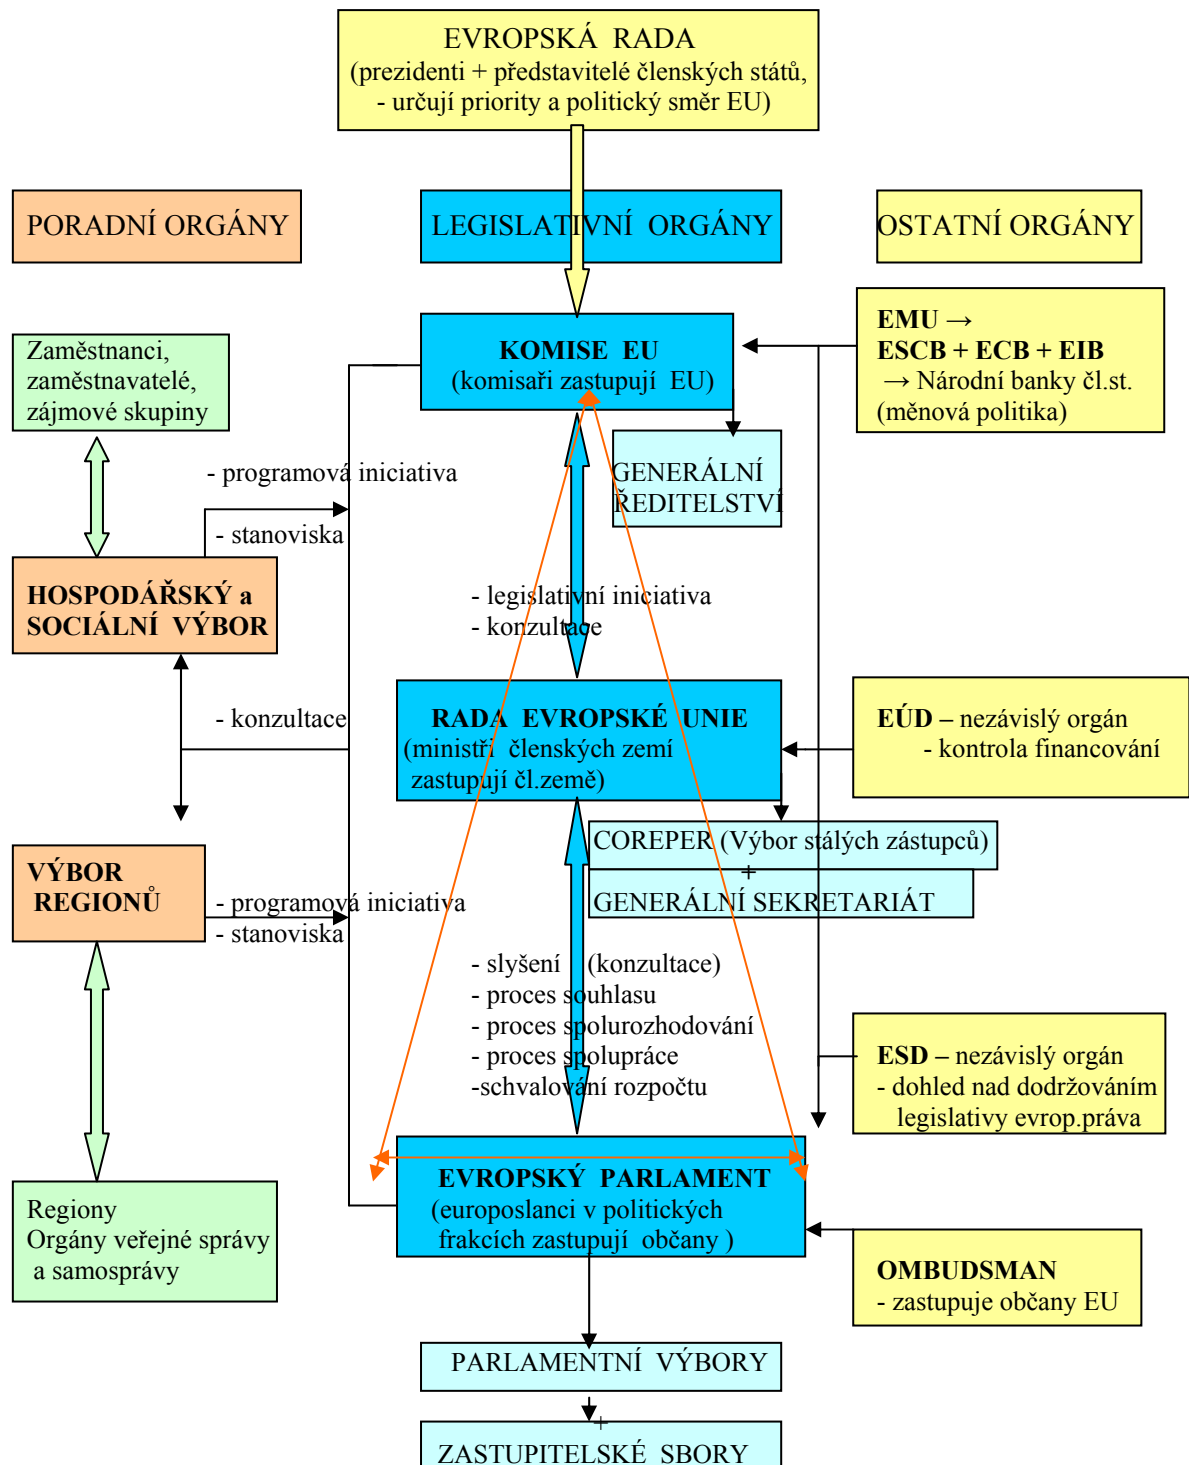 EVROPSKÁ RADA
(prezidenti + představitelé členských států,
- určují priority a politický směr EU)
PORADNÍ ORGÁNY
LEGISLATIVNÍ ORGÁNY
OSTATNÍ ORGÁNY
Zaměstnanci,
zaměstnavatelé,
zájmové skupiny
KOMISE EU
(komisaři zastupují EU)
EMU →
ESCB + ECB + EIB
→ Národní banky čl.st.
(měnová politika)
- programová iniciativa
- stanoviska
GENERÁLNÍ
ŘEDITELSTVÍ
HOSPODÁŘSKÝ a
SOCIÁLNÍ VÝBOR
- legislativní iniciativa
- konzultace
- konzultace
RADA EVROPSKÉ UNIE
(ministři členských zemí
zastupují čl.země)
EÚD – nezávislý orgán
- kontrola financování
COREPER (Výbor stálých zástupců)
+
GENERÁLNÍ SEKRETARIÁT
VÝBOR
REGIONŮ
- programová iniciativa
- stanoviska
- slyšení (konzultace)
- proces souhlasu
- proces spolurozhodování
- proces spolupráce
-schvalování rozpočtu
ESD – nezávislý orgán
- dohled nad dodržováním
legislativy evrop.práva
Regiony
Orgány veřejné správy
a samosprávy
EVROPSKÝ PARLAMENT
(europoslanci v politických
frakcích zastupují občany )
OMBUDSMAN
- zastupuje občany EU
PARLAMENTNÍ VÝBORY
+
ZASTUPITELSKÉ SBORY